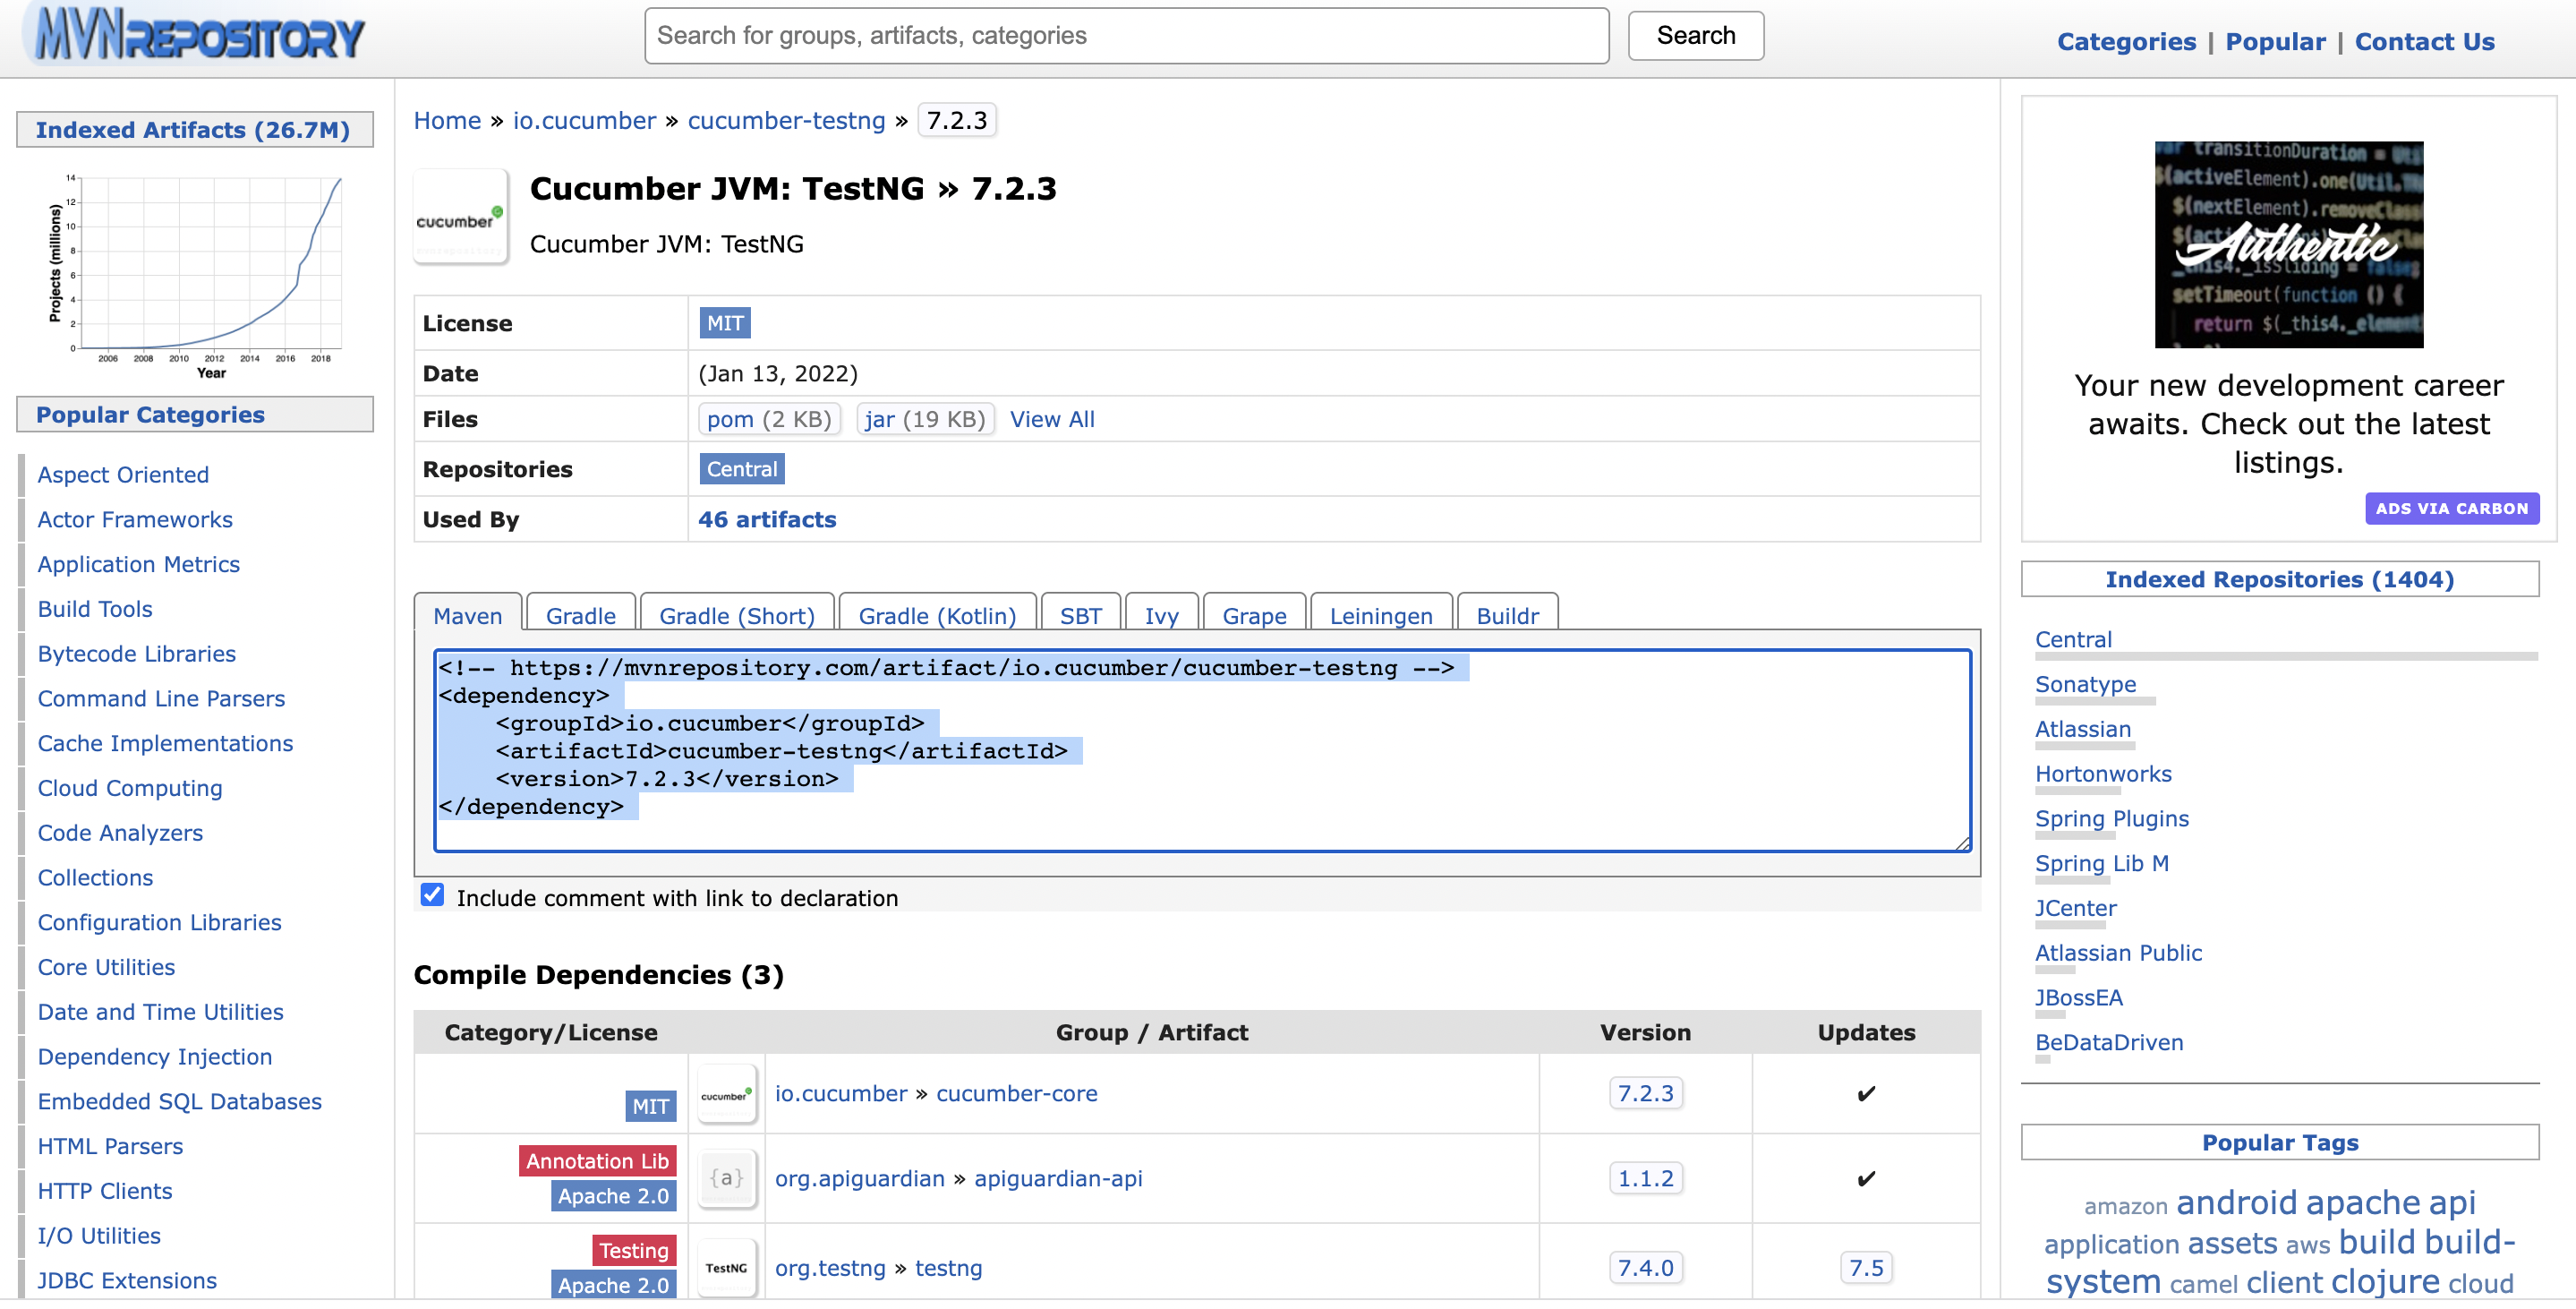 MVNREPOSITORY
Search for groups, artifacts, categories
Search
Categories | Popular | Contact Us
Indexed Artifacts (26.7M)
Projects (millions)
14
12
10
8
6
4
2
0
2006 2008 2010 2012 2014 2016 2018
Year
Popular Categories
Aspect Oriented
Actor Frameworks
Application Metrics
Build Tools
Bytecode Libraries
Command Line Parsers
Cache Implementations
Cloud Computing
Code Analyzers
Collections
Configuration Libraries
Core Utilities
Date and Time Utilities
Dependency Injection
Embedded SQL Databases
HTML Parsers
HTTP Clients
I/O Utilities
JDBC Extensions
Home » io.cucumber » cucumber-testng » 7.2.3
cucumber
Cucumber JVM: TestNG » 7.2.3
Cucumber JVM: TestNG
License MIT
Date (Jan 13, 2022)
Files pom (2 KB) jar (19 KB) View All
Repositories Central
Used By 46 artifacts
Maven Gradle Gradle (Short) Gradle (Kotlin) SBT Ivy Grape Leiningen Buildr
<!-- https://mvnrepository.com/artifact/io.cucumber/cucumber-testng -->
<dependency>
    <groupId>io.cucumber</groupId>
    <artifactId>cucumber-testng</artifactId>
    <version>7.2.3</version>
</dependency>
Include comment with link to declaration
Compile Dependencies (3)
Category/License Group / Artifact Version Updates
MIT cucumber io.cucumber » cucumber-core 7.2.3 ✔
Annotation Lib
Apache 2.0 {a} org.apiguardian » apiguardian-api 1.1.2 ✔
Testing
Apache 2.0 TestNG org.testng » testng 7.4.0 7.5
var transitionDuration =
$(activeElement).one(Util.
$(nextElement).removeClass
Authentic
_this4._isSliding = false
setTimeout(function () {
return $(_this4._element
Your new development career
awaits. Check out the latest
listings.
ADS VIA CARBON
Indexed Repositories (1404)
Central
Sonatype
Atlassian
Hortonworks
Spring Plugins
Spring Lib M
JCenter
Atlassian Public
JBossEA
BeDataDriven
Popular Tags
amazon android apache api
application assets aws build build-
system camel client clojure cloud